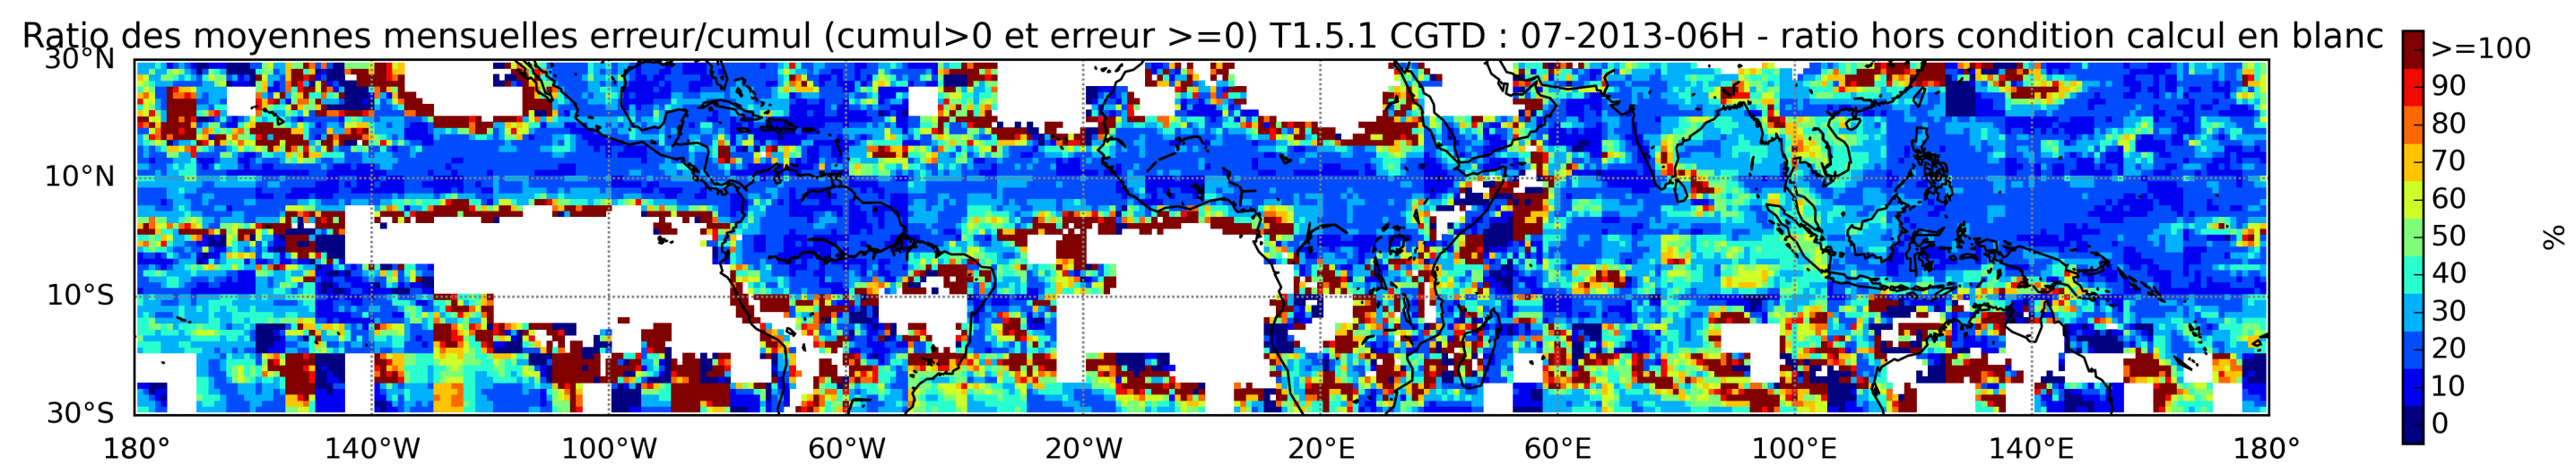 Ratio des moyennes mensuelles erreur/cumul (cumul>0 et erreur >=0) T1.5.1 CGTD : 07-2013-06H - ratio hors condition calcul en blanc
30°N
10°N
10°S
30°S
180° 140°W 100°W 60°W 20°W 20°E 60°E 100°E 140°E 180°
>=100
90
80
70
60
50
40
30
20
10
0
%